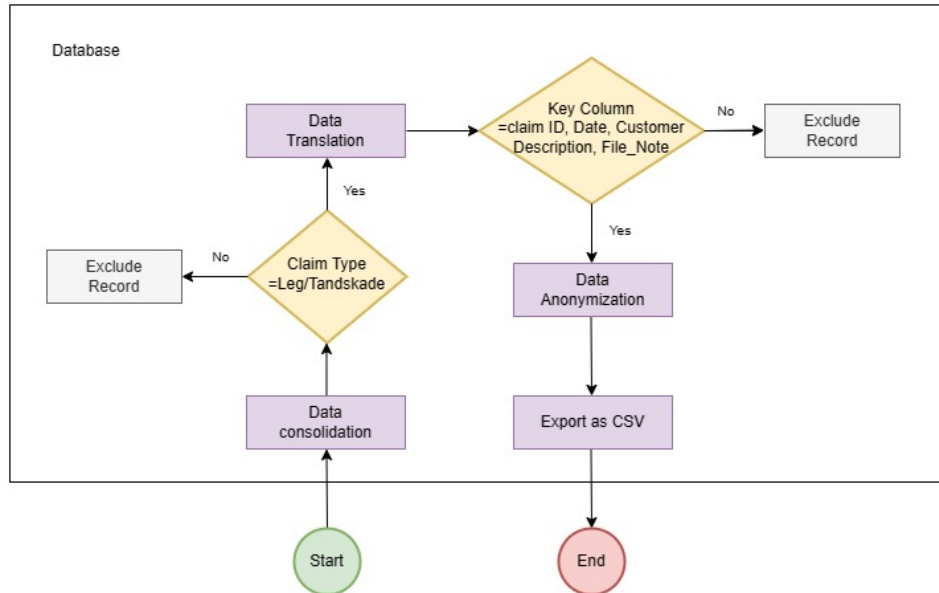 Database
Data
Translation
Key Column
=claim ID, Date, Customer
Description, File_Note
No
Exclude
Record
Yes
Yes
Exclude
Record
No
Claim Type
=Leg/Tandskade
Data
Anonymization
Data
consolidation
Export as CSV
Start
End